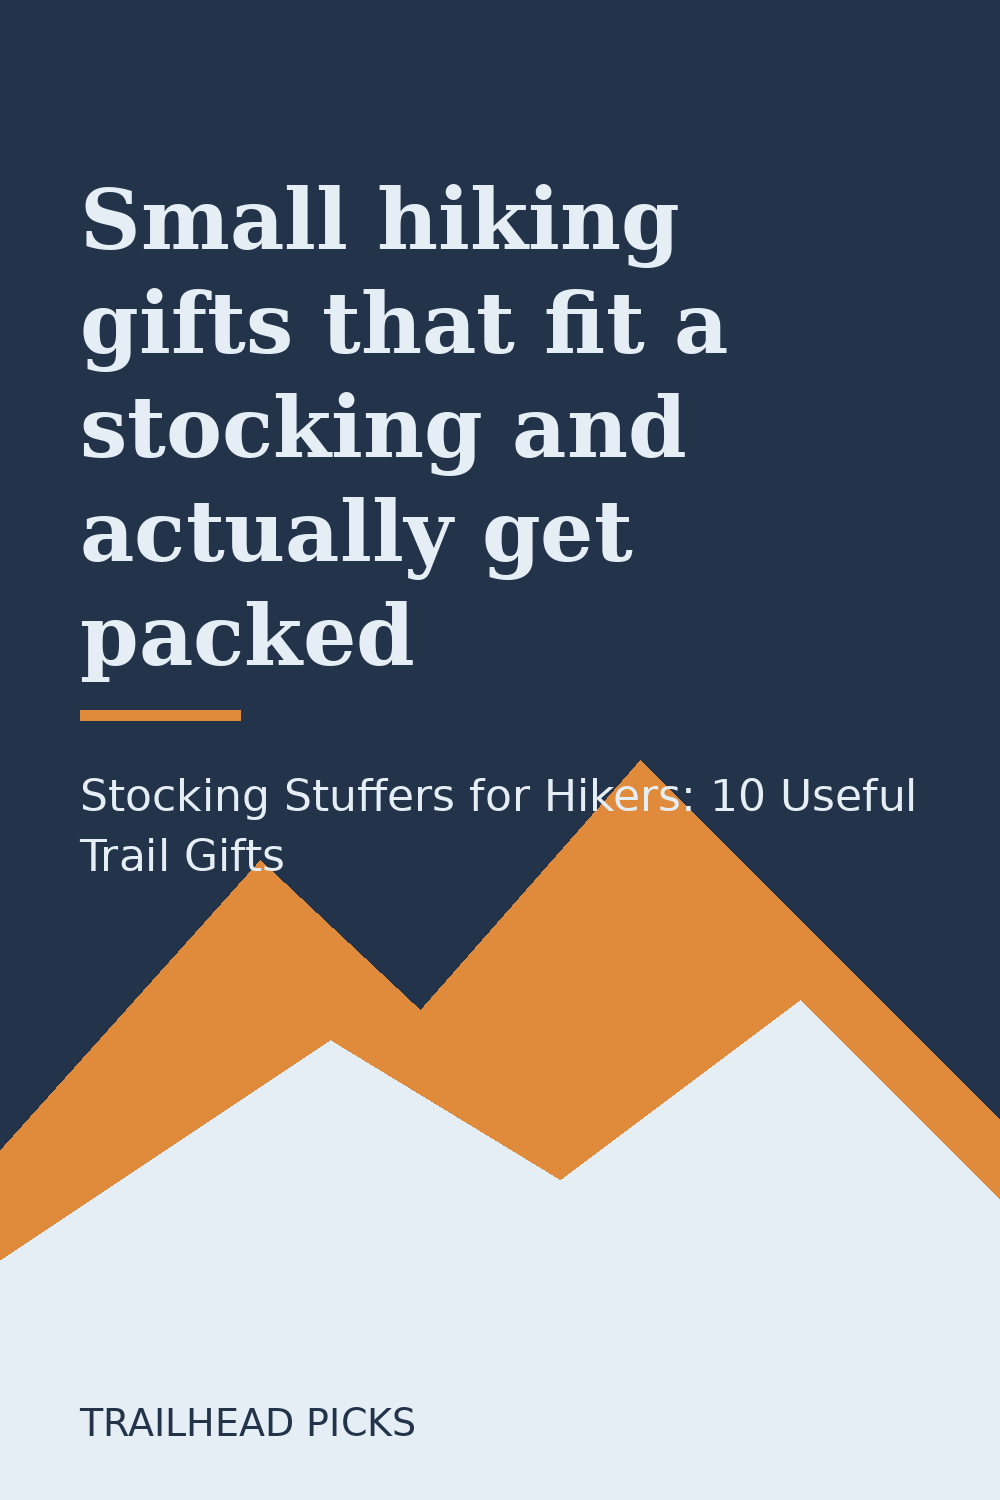 Small hiking
gifts that fit a
stocking and
actually get
packed
Stocking Stuffers for Hikers: 10 Useful
Trail Gifts
TRAILHEAD PICKS